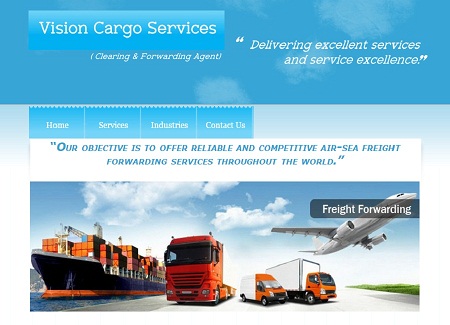 Vision Cargo Services
( Clearing & Forwarding Agent)
“ Delivering excellent services
and service excellence.”
Home Services Industries Contact Us
“Our objective is to offer reliable and competitive air-sea freight
forwarding services throughout the world.”
Freight Forwarding